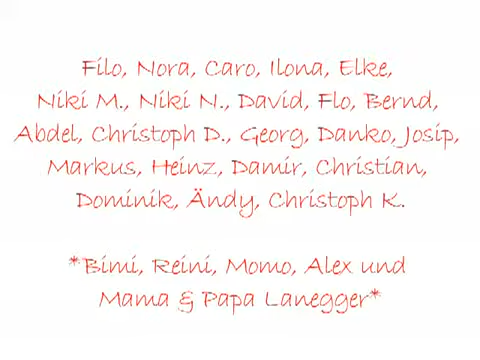 Filo, Nora, Caro, Ilona, Elke,
Niki M., Niki N., David, Flo, Bernd,
Abdel, Christoph D., Georg, Danko, Josip,
Markus, Heinz, Damir, Christian,
Dominik, Ändy, Christoph K.
*Bimi, Reini, Momo, Alex und
Mama & Papa Lanegger*